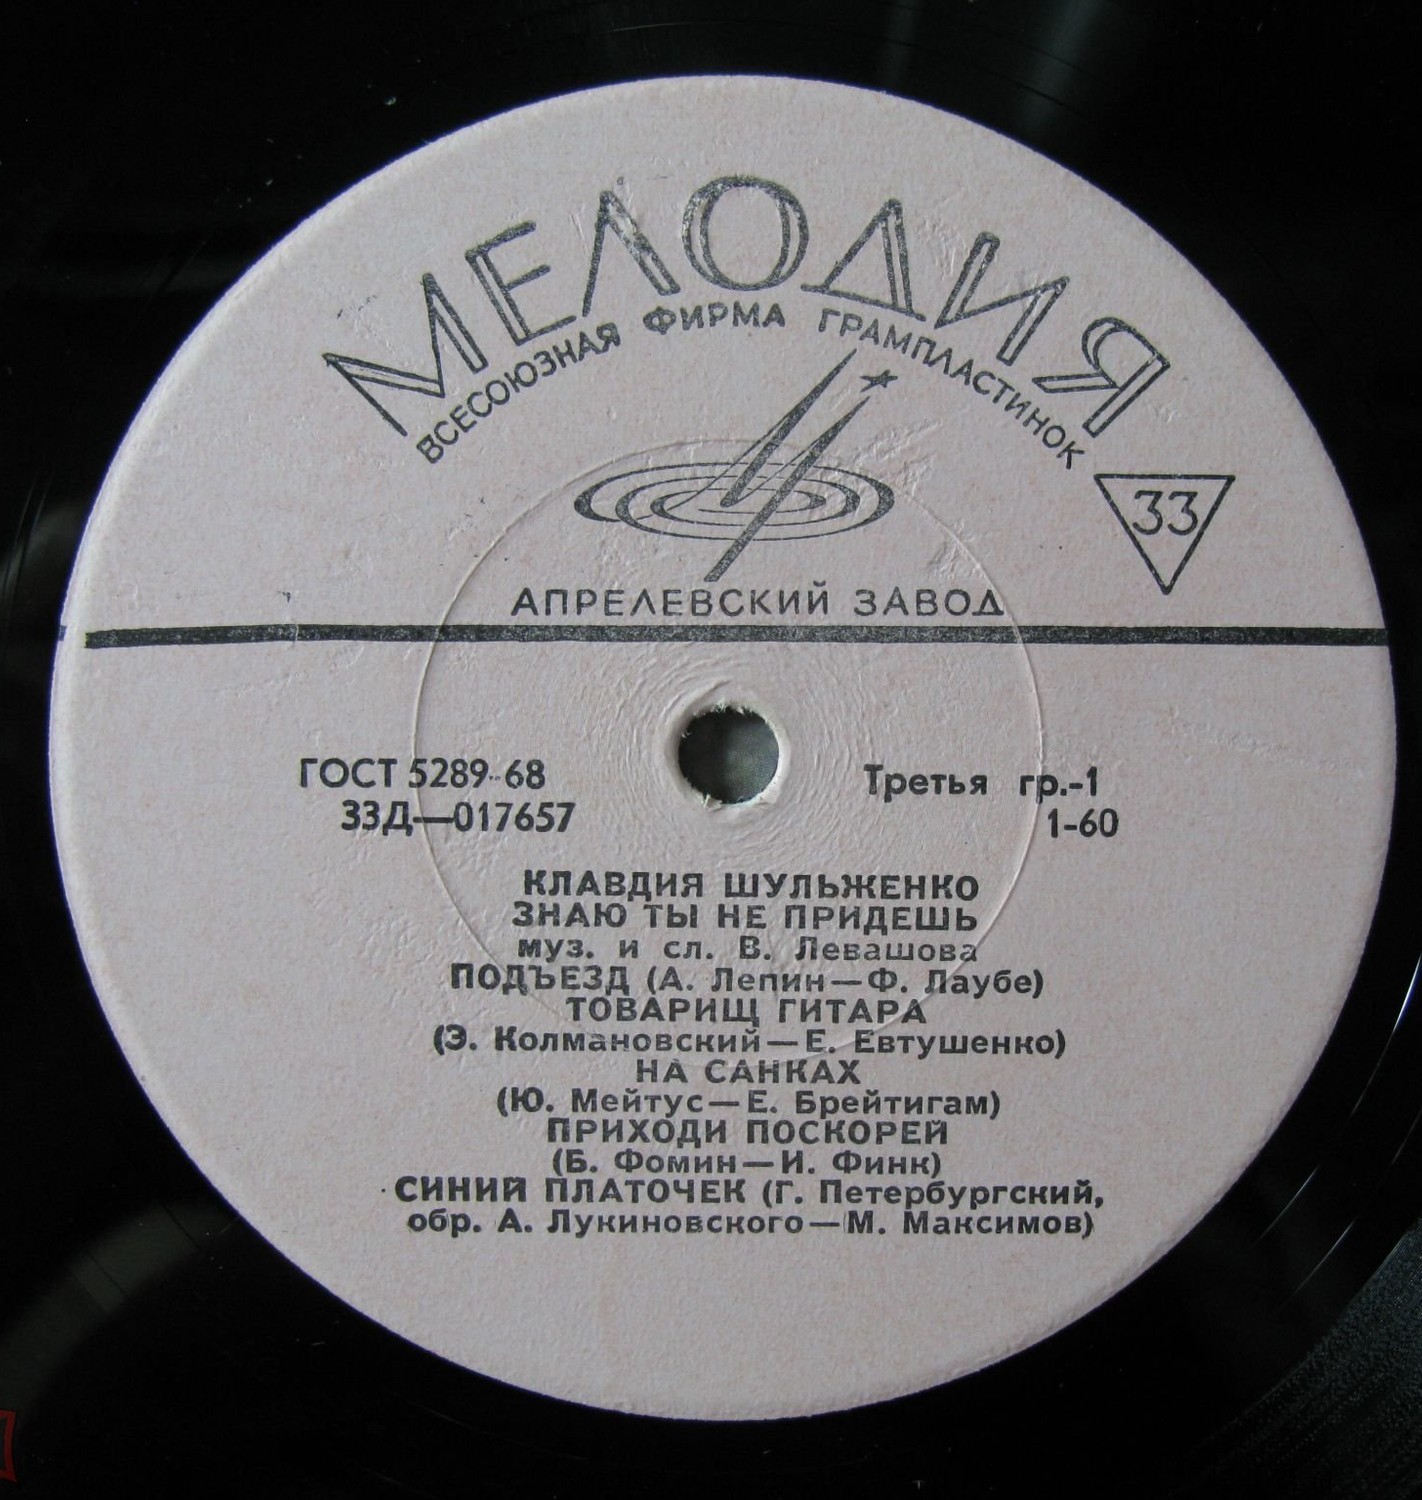 МЕЛОДИЯ
ВСЕСОЮЗНАЯ ФИРМА ГРАМПЛАСТИНОК
33
АПРЕЛЕВСКИЙ ЗАВОД
ГОСТ 5289-68 Третья гр.-1
33Д—017657 1-60
КЛАВДИЯ ШУЛЬЖЕНКО
ЗНАЮ ТЫ НЕ ПРИДЕШЬ
муз. и сл. В. Левашова
ПОДЪЕЗД (А. Лепин—Ф. Лаубе)
ТОВАРИЩ ГИТАРА
(Э. Колмановский—Е. Евтушенко)
НА САНКАХ
(Ю. Мейтус—Е. Брейтигам)
ПРИХОДИ ПОСКОРЕЙ
(Б. Фомин—И. Финк)
СИНИЙ ПЛАТОЧЕК (Г. Петербургский,
обр. А. Лукиновского—М. Максимов)